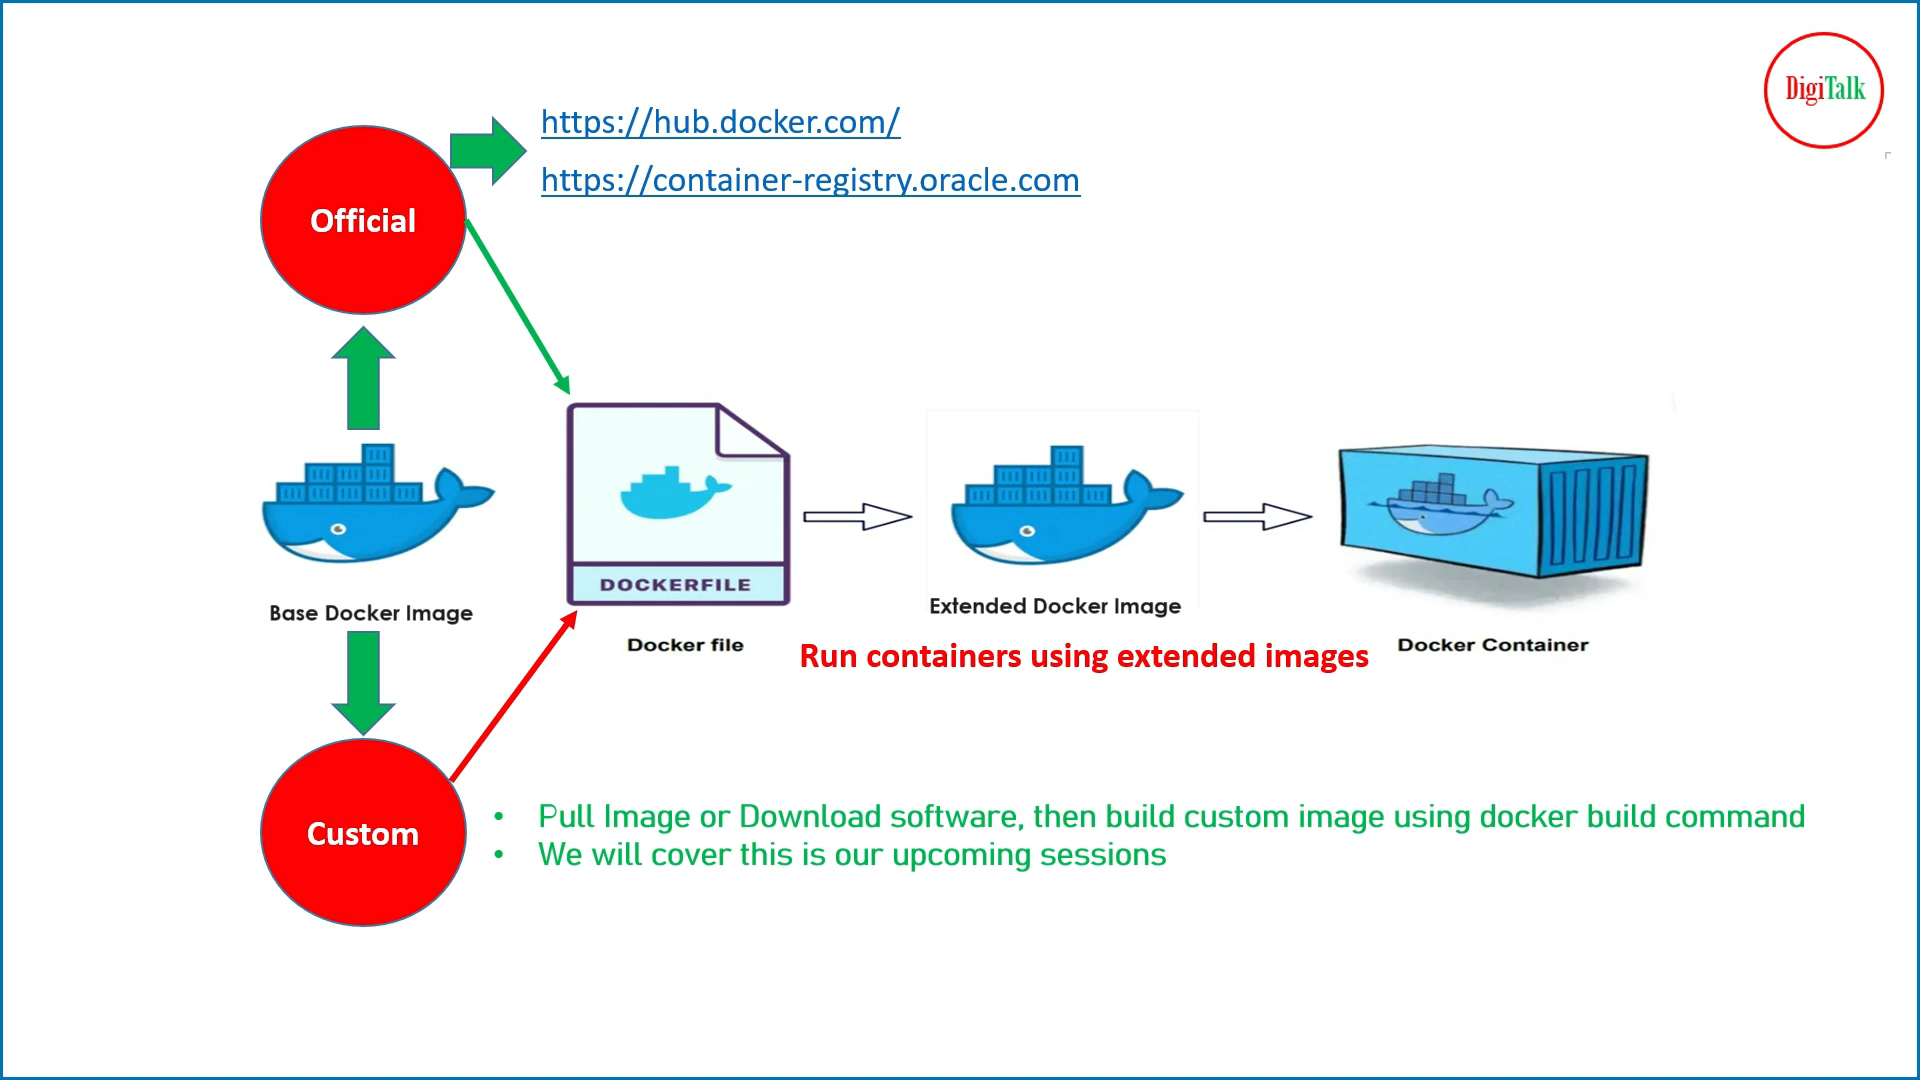 DigiTalk
https://hub.docker.com/
https://container-registry.oracle.com
Official
DOCKERFILE
Base Docker Image
Extended Docker Image
Docker file
Run containers using extended images
Docker Container
Custom
• Pull Image or Download software, then build custom image using docker build command
• We will cover this is our upcoming sessions